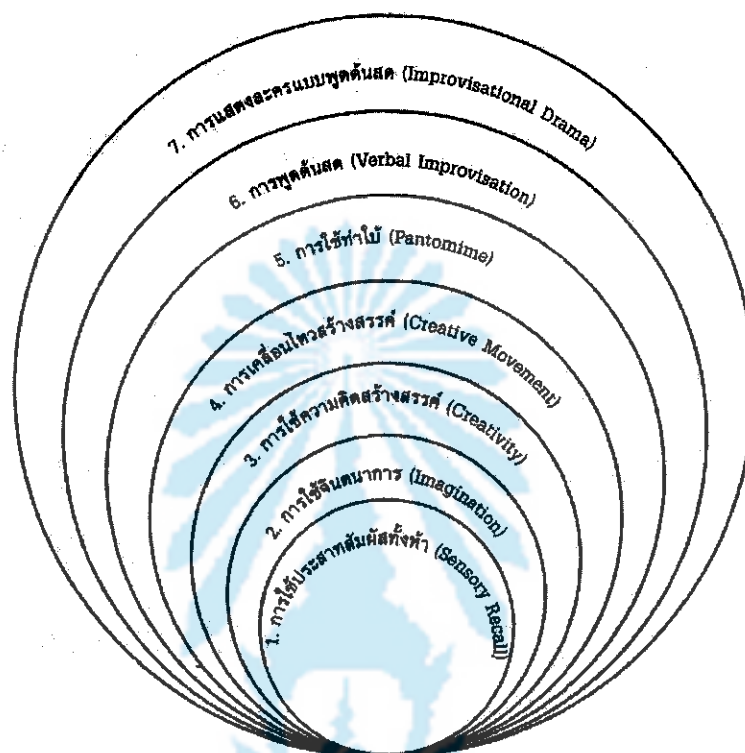 7. การแสดงละครแบบพูดด้นสด (Improvisational Drama)
6. การพูดด้นสด (Verbal Improvisation)
5. การใช้ท่าใบ้ (Pantomime)
4. การเคลื่อนไหวสร้างสรรค์ (Creative Movement)
3. การใช้ความคิดสร้างสรรค์ (Creativity)
2. การใช้จินตนาการ (Imagination)
1. การใช้ประสาทสัมผัสทั้งห้า (Sensory Recall)